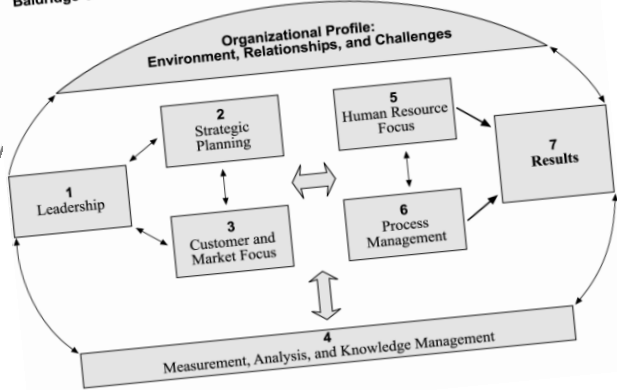 Organizational Profile:
Environment, Relationships, and Challenges
2
Strategic
Planning
5
Human Resource
Focus
7
Results
1
Leadership
3
Customer and
Market Focus
6
Process
Management
4
Measurement, Analysis, and Knowledge Management